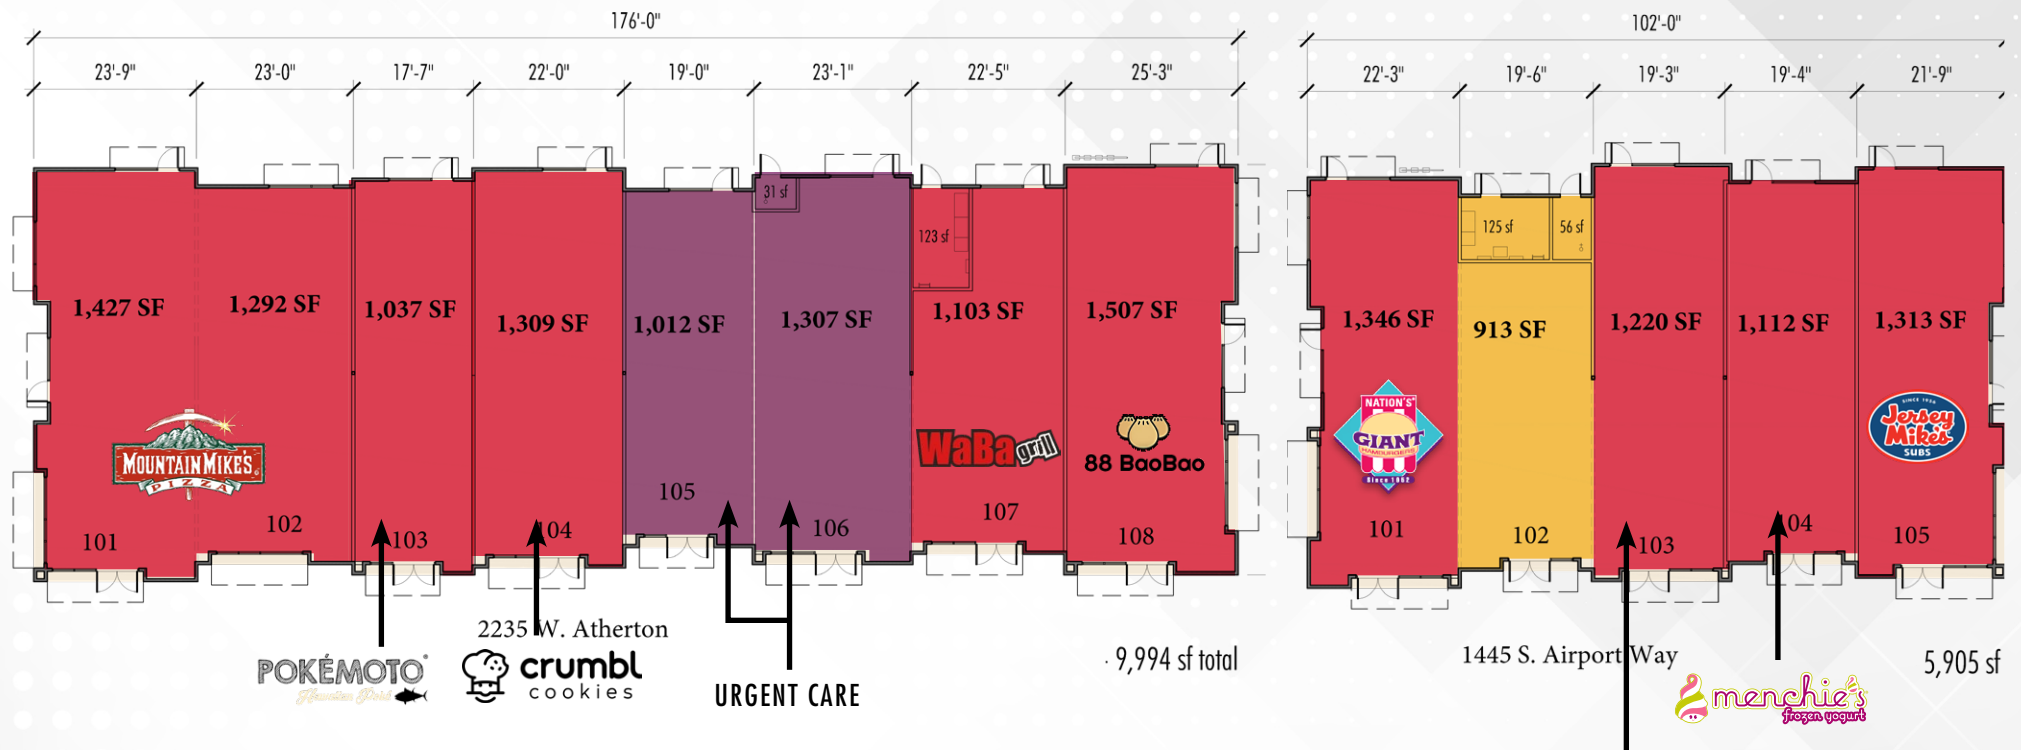 176'-0"
102'-0"
23'-9"
23'-0"
17'-7"
22'-0"
19'-0"
23'-1"
22'-5"
25'-3"
22'-3"
19'-6"
19'-3"
19'-4"
21'-9"
31 sf
123 sf
125 sf
56 sf
1,427 SF
1,292 SF
1,037 SF
1,309 SF
1,012 SF
1,307 SF
1,103 SF
1,507 SF
1,346 SF
913 SF
1,220 SF
1,112 SF
1,313 SF
MOUNTAIN MIKE'S
PIZZA
WaBa grill
88 BaoBao
NATION'S
GIANT
HAMBURGERS
Since 1952
SINCE 1956
Jersey
Mike's
SUBS
101
102
103
104
105
106
107
108
101
102
103
104
105
2235 W. Atherton
9,994 sf total
1445 S. Airport Way
5,905 sf
POKÉMOTO
Hawaiian Poké
crumbl
cookies
URGENT CARE
menchie's
frozen yogurt